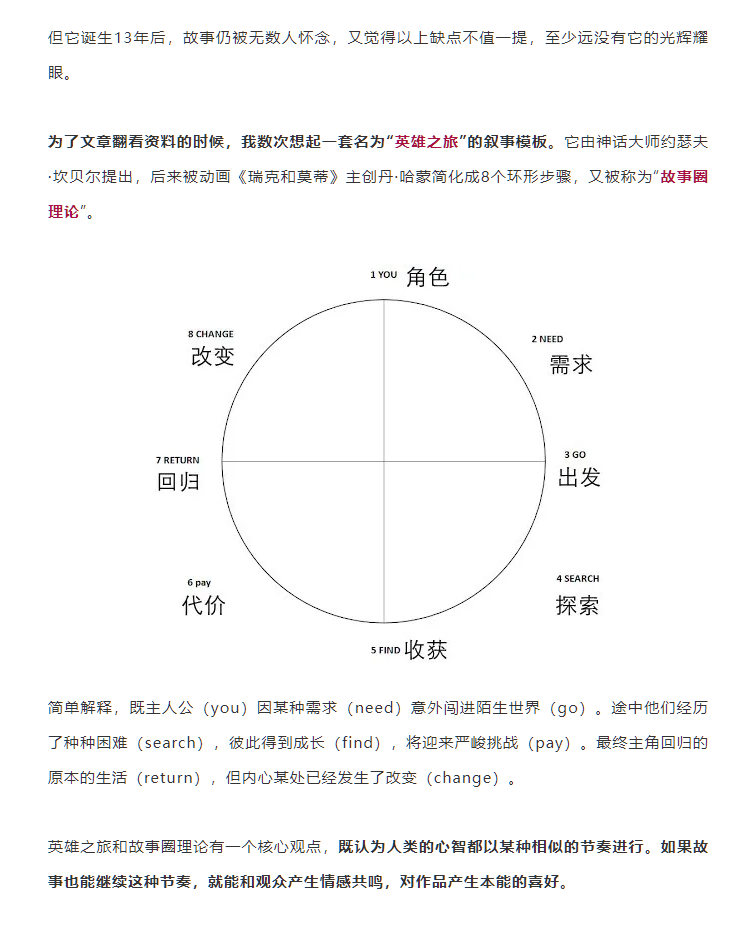 但它诞生13年后，故事仍被无数人怀念，又觉得以上缺点不值一提，至少远没有它的光辉耀
眼。
为了文章翻看资料的时候，我数次想起一套名为“英雄之旅”的叙事模板。它由神话大师约瑟夫
·坎贝尔提出，后来被动画《瑞克和莫蒂》主创丹·哈蒙简化成8个环形步骤，又被称为“故事圈
理论”。
1 YOU 角色
8 CHANGE
改变
2 NEED
需求
7 RETURN
回归
3 GO
出发
6 pay
代价
4 SEARCH
探索
5 FIND 收获
简单解释，既主人公（you）因某种需求（need）意外闯进陌生世界（go）。途中他们经历
了种种困难（search），彼此得到成长（find），将迎来严峻挑战（pay）。最终主角回归的
原本的生活（return），但内心某处已经发生了改变（change）。
英雄之旅和故事圈理论有一个核心观点，既认为人类的心智都以某种相似的节奏进行。如果故
事也能继续这种节奏，就能和观众产生情感共鸣，对作品产生本能的喜好。